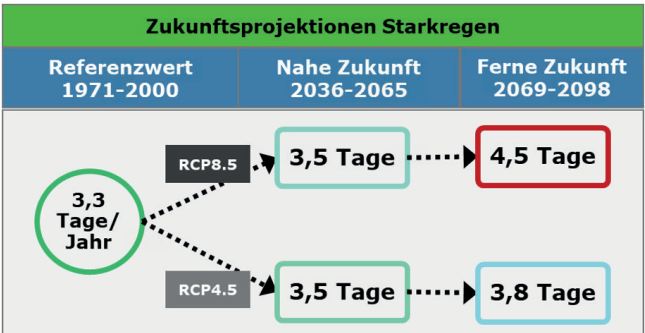 Zukunftsprojektionen Starkregen
Referenzwert
1971-2000
Nahe Zukunft
2036-2065
Ferne Zukunft
2069-2098
3,3
Tage/
Jahr
RCP8.5
3,5 Tage
4,5 Tage
RCP4.5
3,5 Tage
3,8 Tage